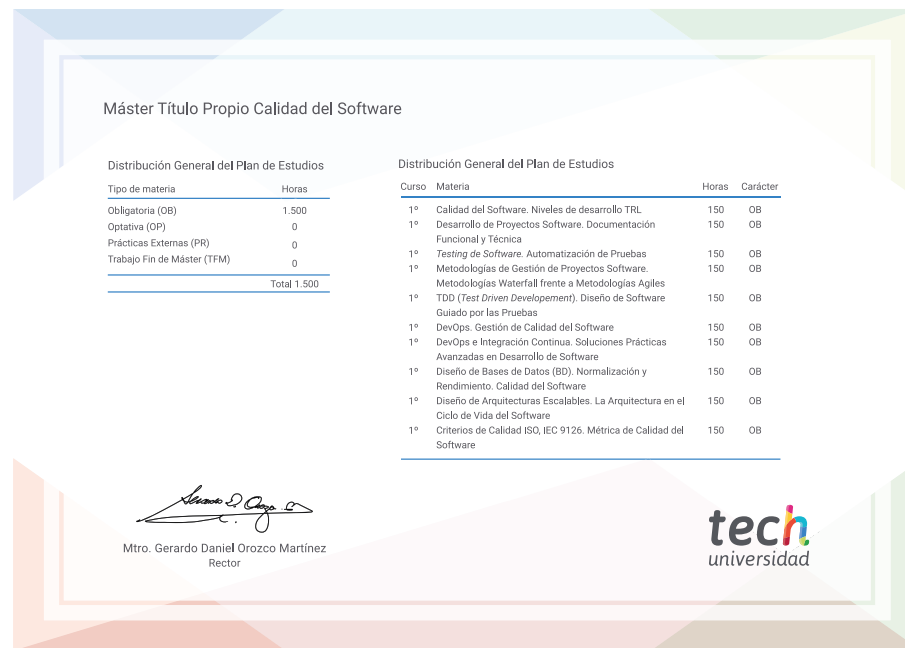 Máster Título Propio Calidad del Software
Distribución General del Plan de Estudios
Tipo de materia Horas
Obligatoria (OB) 1.500
Optativa (OP) 0
Prácticas Externas (PR) 0
Trabajo Fin de Máster (TFM) 0
Total 1.500
Distribución General del Plan de Estudios
Curso Materia Horas Carácter
1º Calidad del Software. Niveles de desarrollo TRL 150 OB
1º Desarrollo de Proyectos Software. Documentación 150 OB
Funcional y Técnica
1º Testing de Software. Automatización de Pruebas 150 OB
1º Metodologías de Gestión de Proyectos Software. 150 OB
Metodologías Waterfall frente a Metodologías Agiles
1º TDD (Test Driven Developement). Diseño de Software 150 OB
Guiado por las Pruebas
1º DevOps. Gestión de Calidad del Software 150 OB
1º DevOps e Integración Continua. Soluciones Prácticas 150 OB
Avanzadas en Desarrollo de Software
1º Diseño de Bases de Datos (BD). Normalización y 150 OB
Rendimiento. Calidad del Software
1º Diseño de Arquitecturas Escalables. La Arquitectura en el 150 OB
Ciclo de Vida del Software
1º Criterios de Calidad ISO, IEC 9126. Métrica de Calidad del 150 OB
Software
Mtro. Gerardo Daniel Orozco Martínez
Rector
tech
universidad